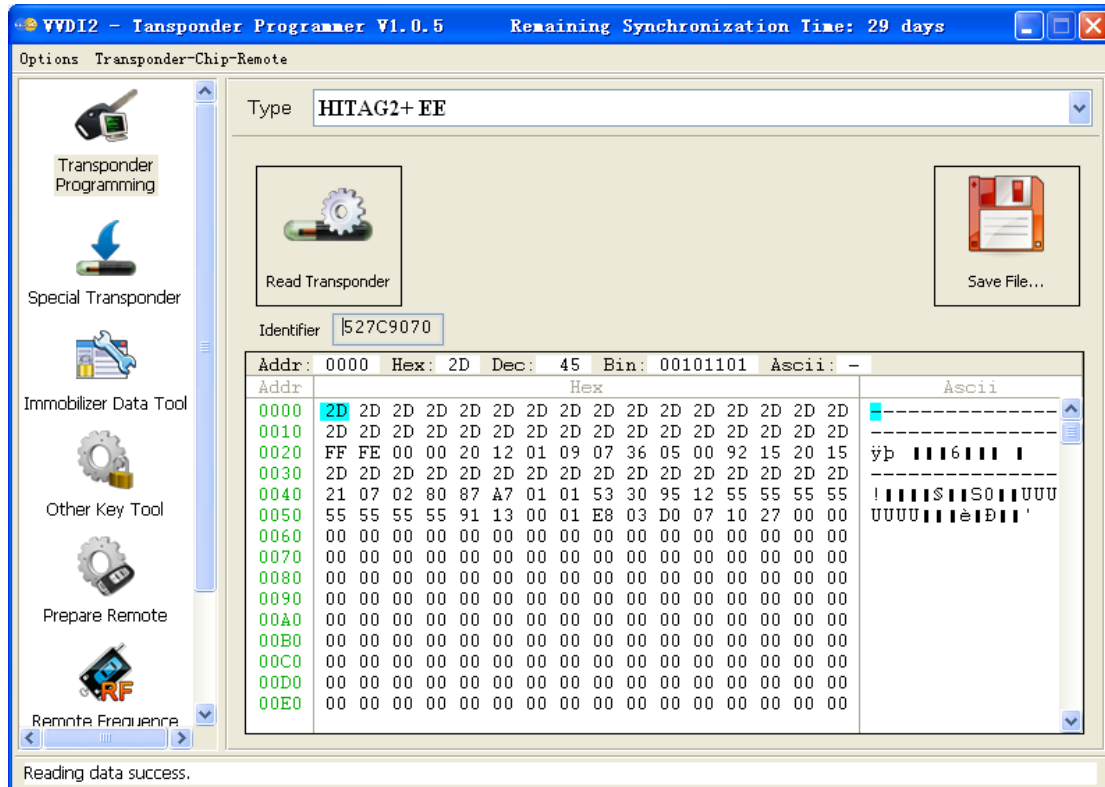 VVDI2 - Tansponder Programmer V1.0.5 Remaining Synchronization Time: 29 days
Options Transponder-Chip-Remote
Transponder
Programming
Special Transponder
Immobilizer Data Tool
Other Key Tool
Prepare Remote
RF
Remote Frequence
Type HITAG2+ EE
Read Transponder
Save File...
Identifier 527C9070
Addr: 0000 Hex: 2D Dec: 45 Bin: 00101101 Ascii: -
Addr Hex Ascii
0000 2D 2D 2D 2D 2D 2D 2D 2D 2D 2D 2D 2D 2D 2D 2D 2D ----------------
0010 2D 2D 2D 2D 2D 2D 2D 2D 2D 2D 2D 2D 2D 2D 2D 2D ----------------
0020 FF FE 00 00 20 12 01 09 07 36 05 00 92 15 20 15 ÿþ ▮▮▮6▮▮▮ ▮
0030 2D 2D 2D 2D 2D 2D 2D 2D 2D 2D 2D 2D 2D 2D 2D 2D ----------------
0040 21 07 02 80 87 A7 01 01 53 30 95 12 55 55 55 55 !▮▮▮▮§▮▮S0▮▮UUUU
0050 55 55 55 55 91 13 00 01 E8 03 D0 07 10 27 00 00 UUUU▮▮▮è▮Ð▮▮'
0060 00 00 00 00 00 00 00 00 00 00 00 00 00 00 00 00
0070 00 00 00 00 00 00 00 00 00 00 00 00 00 00 00 00
0080 00 00 00 00 00 00 00 00 00 00 00 00 00 00 00 00
0090 00 00 00 00 00 00 00 00 00 00 00 00 00 00 00 00
00A0 00 00 00 00 00 00 00 00 00 00 00 00 00 00 00 00
00B0 00 00 00 00 00 00 00 00 00 00 00 00 00 00 00 00
00C0 00 00 00 00 00 00 00 00 00 00 00 00 00 00 00 00
00D0 00 00 00 00 00 00 00 00 00 00 00 00 00 00 00 00
00E0 00 00 00 00 00 00 00 00 00 00 00 00 00 00 00 00
Reading data success.